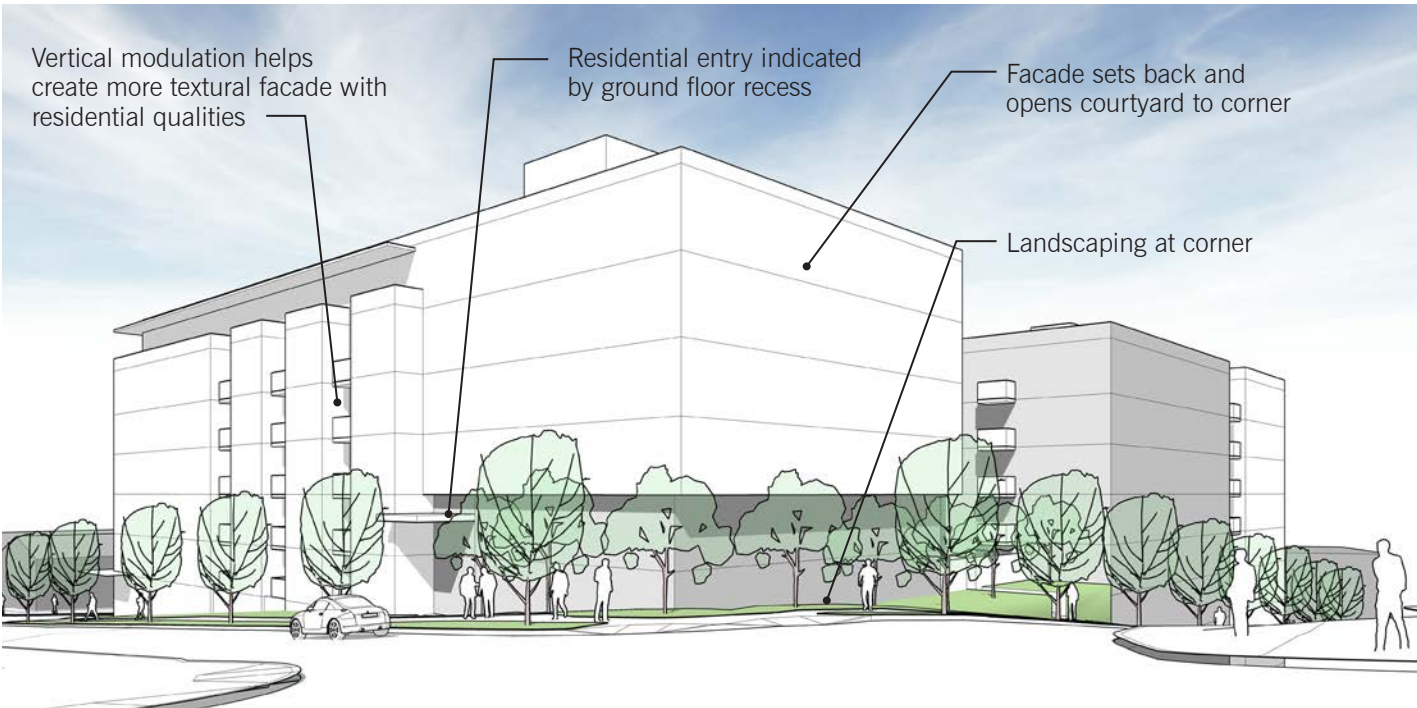 Vertical modulation helps
create more textural facade with
residential qualities
Residential entry indicated
by ground floor recess
Facade sets back and
opens courtyard to corner
Landscaping at corner